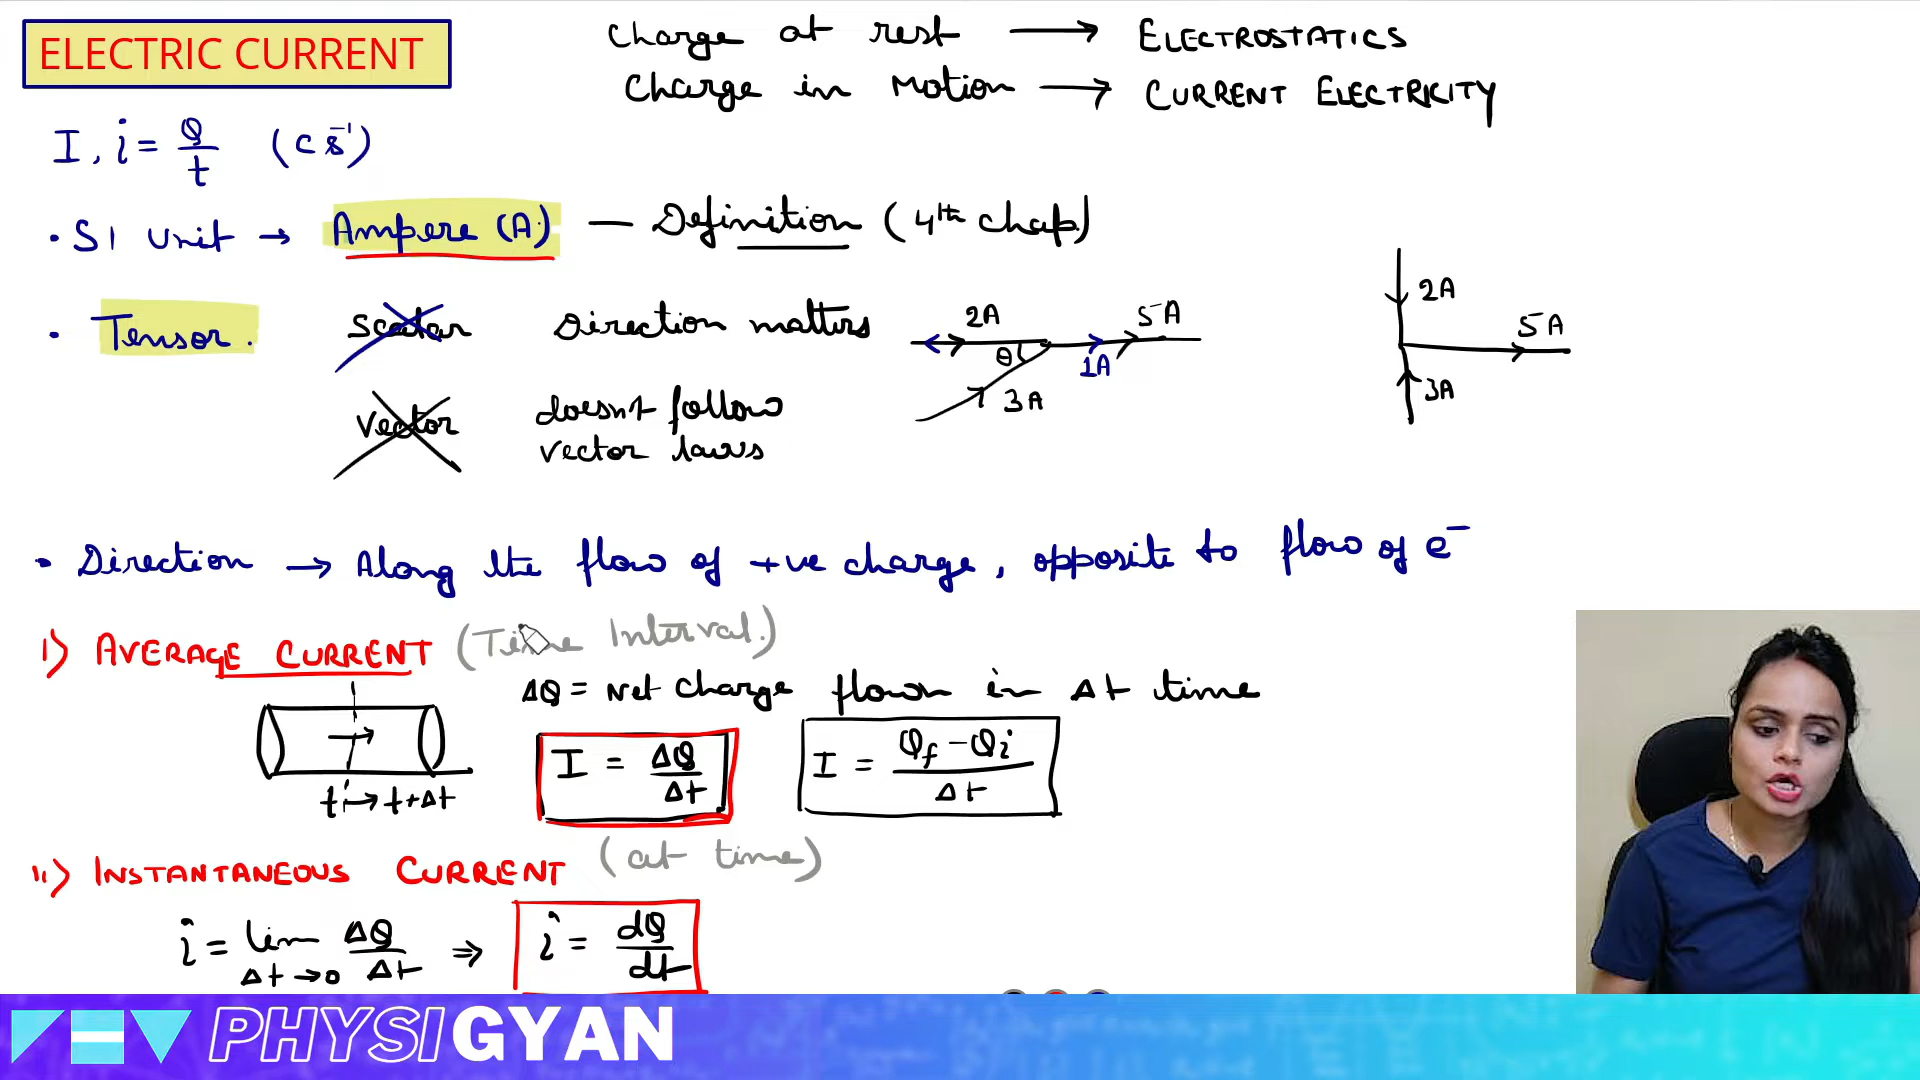 ELECTRIC CURRENT
Charge at rest → ELECTROSTATICS
Charge in Motion → CURRENT ELECTRICITY
I, i = Q/t (C s⁻¹)
• SI Unit → Ampere (A) — Definition (4th chap)
• Tensor. Scalar Direction matters
Vector doesn't follow
vector laws
2A 5A
θ 1A
3A
2A
5A
3A
• Direction → Along the flow of +ve charge, opposite to flow of e⁻
i) AVERAGE CURRENT (Time Interval.)
ΔQ = Net charge flown in Δt time
I = ΔQ/Δt I = Qf - Qi / Δt
t → t+Δt
ii) INSTANTANEOUS CURRENT (at time)
i = lim Δt→0 ΔQ/Δt ⇒ i = dQ/dt
PHYSIGYAN